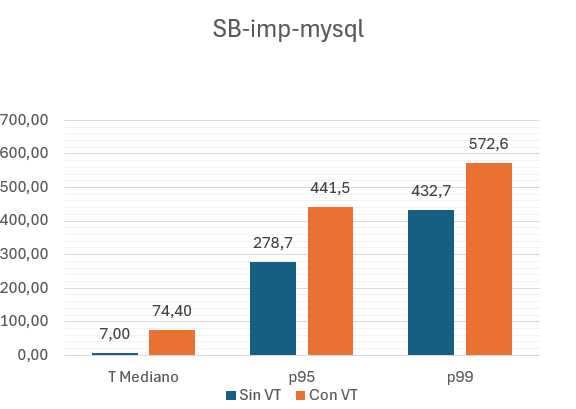 SB-imp-mysql
700,00
600,00
500,00
400,00
300,00
200,00
100,00
0,00
7,00
74,40
278,7
441,5
432,7
572,6
T Mediano
p95
p99
Sin VT
Con VT